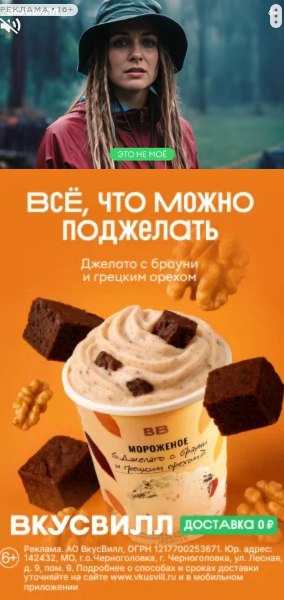 РЕКЛАМА • 16+
ЭТО НЕ МОЁ
ВСЁ, ЧТО МОЖНО
ПОДЖЕЛАТЬ
Джелато с брауни
и грецким орехом
ВВ
МОРОЖЕНОЕ
«Джелато с брауни
и грецким орехом»
ВКУСВИЛЛ
ДОСТАВКА 0 ₽
6+
Реклама. АО ВкусВилл, ОГРН 1217700253671. Юр. адрес:
142432, МО, г.о.Черноголовка, г. Черноголовка, ул. Лесная,
д. 9, пом. 9. Подробнее о способах и сроках доставки
уточняйте на сайте www.vkusvill.ru и в мобильном
приложении